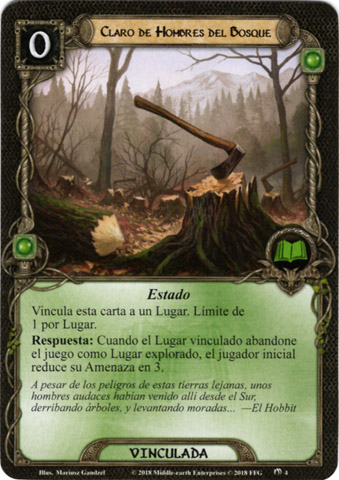 0
Claro de Hombres del Bosque
Estado
Vincula esta carta a un Lugar. Límite de
1 por Lugar.
Respuesta: Cuando el Lugar vinculado abandone
el juego como Lugar explorado, el jugador inicial
reduce su Amenaza en 3.
A pesar de los peligros de estas tierras lejanas, unos
hombres audaces habían venido allí desde el Sur,
derribando árboles, y levantando moradas... —El Hobbit
VINCULADA
Illus. Mariusz Gandzel © 2018 Middle-earth Enterprises © 2018 FFG 4